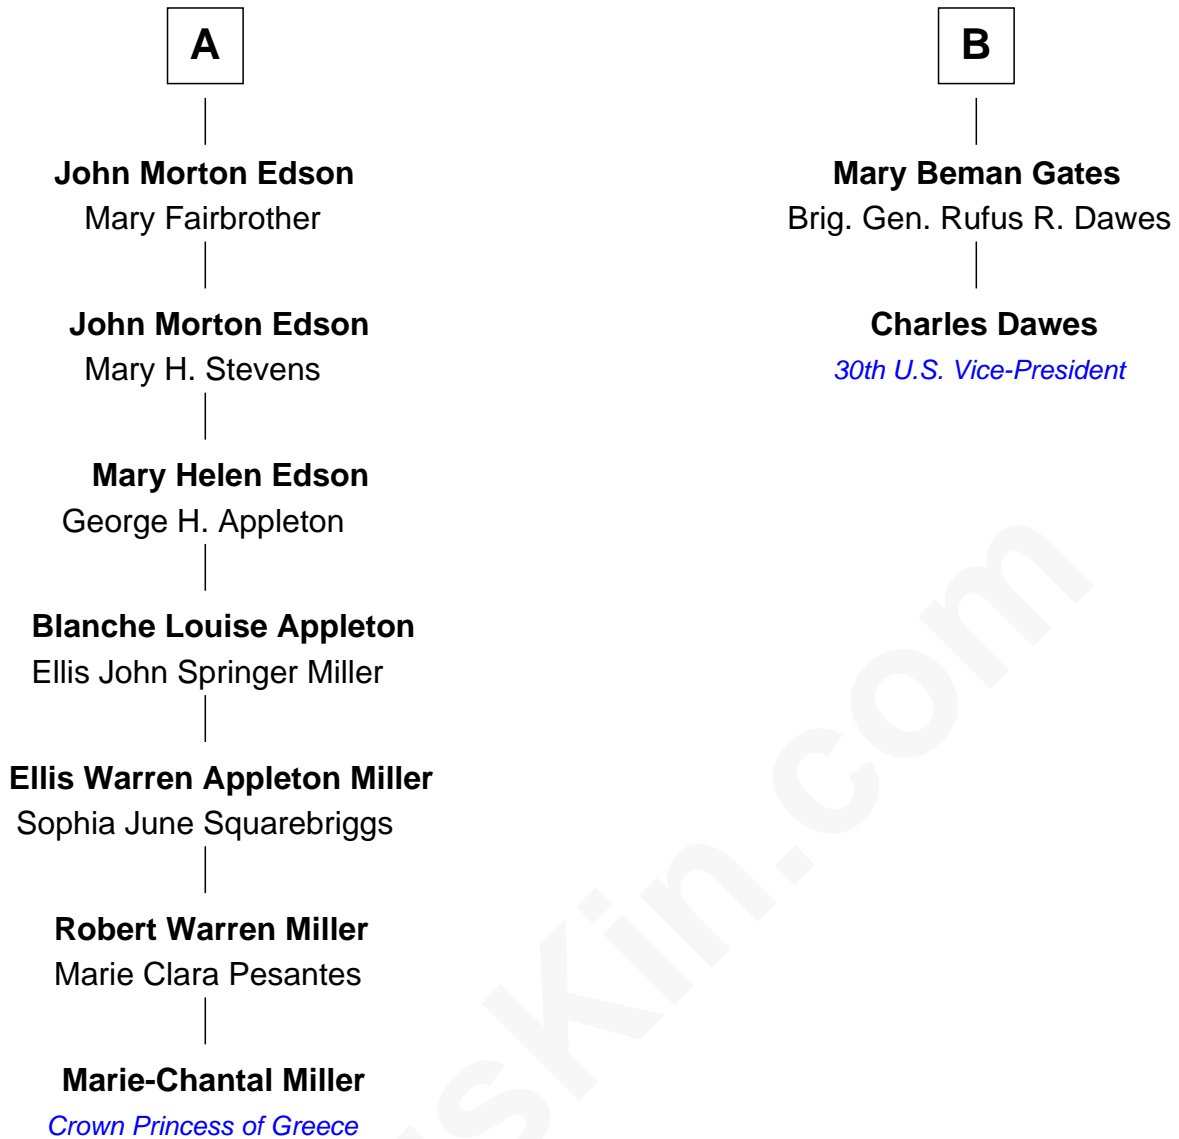 A
John Morton Edson
Mary Fairbrother
John Morton Edson
Mary H. Stevens
Mary Helen Edson
George H. Appleton
Blanche Louise Appleton
Ellis John Springer Miller
Ellis Warren Appleton Miller
Sophia June Squarebriggs
Robert Warren Miller
Marie Clara Pesantes
Marie-Chantal Miller
Crown Princess of Greece
B
Mary Beman Gates
Brig. Gen. Rufus R. Dawes
Charles Dawes
30th U.S. Vice-President
sKin.com